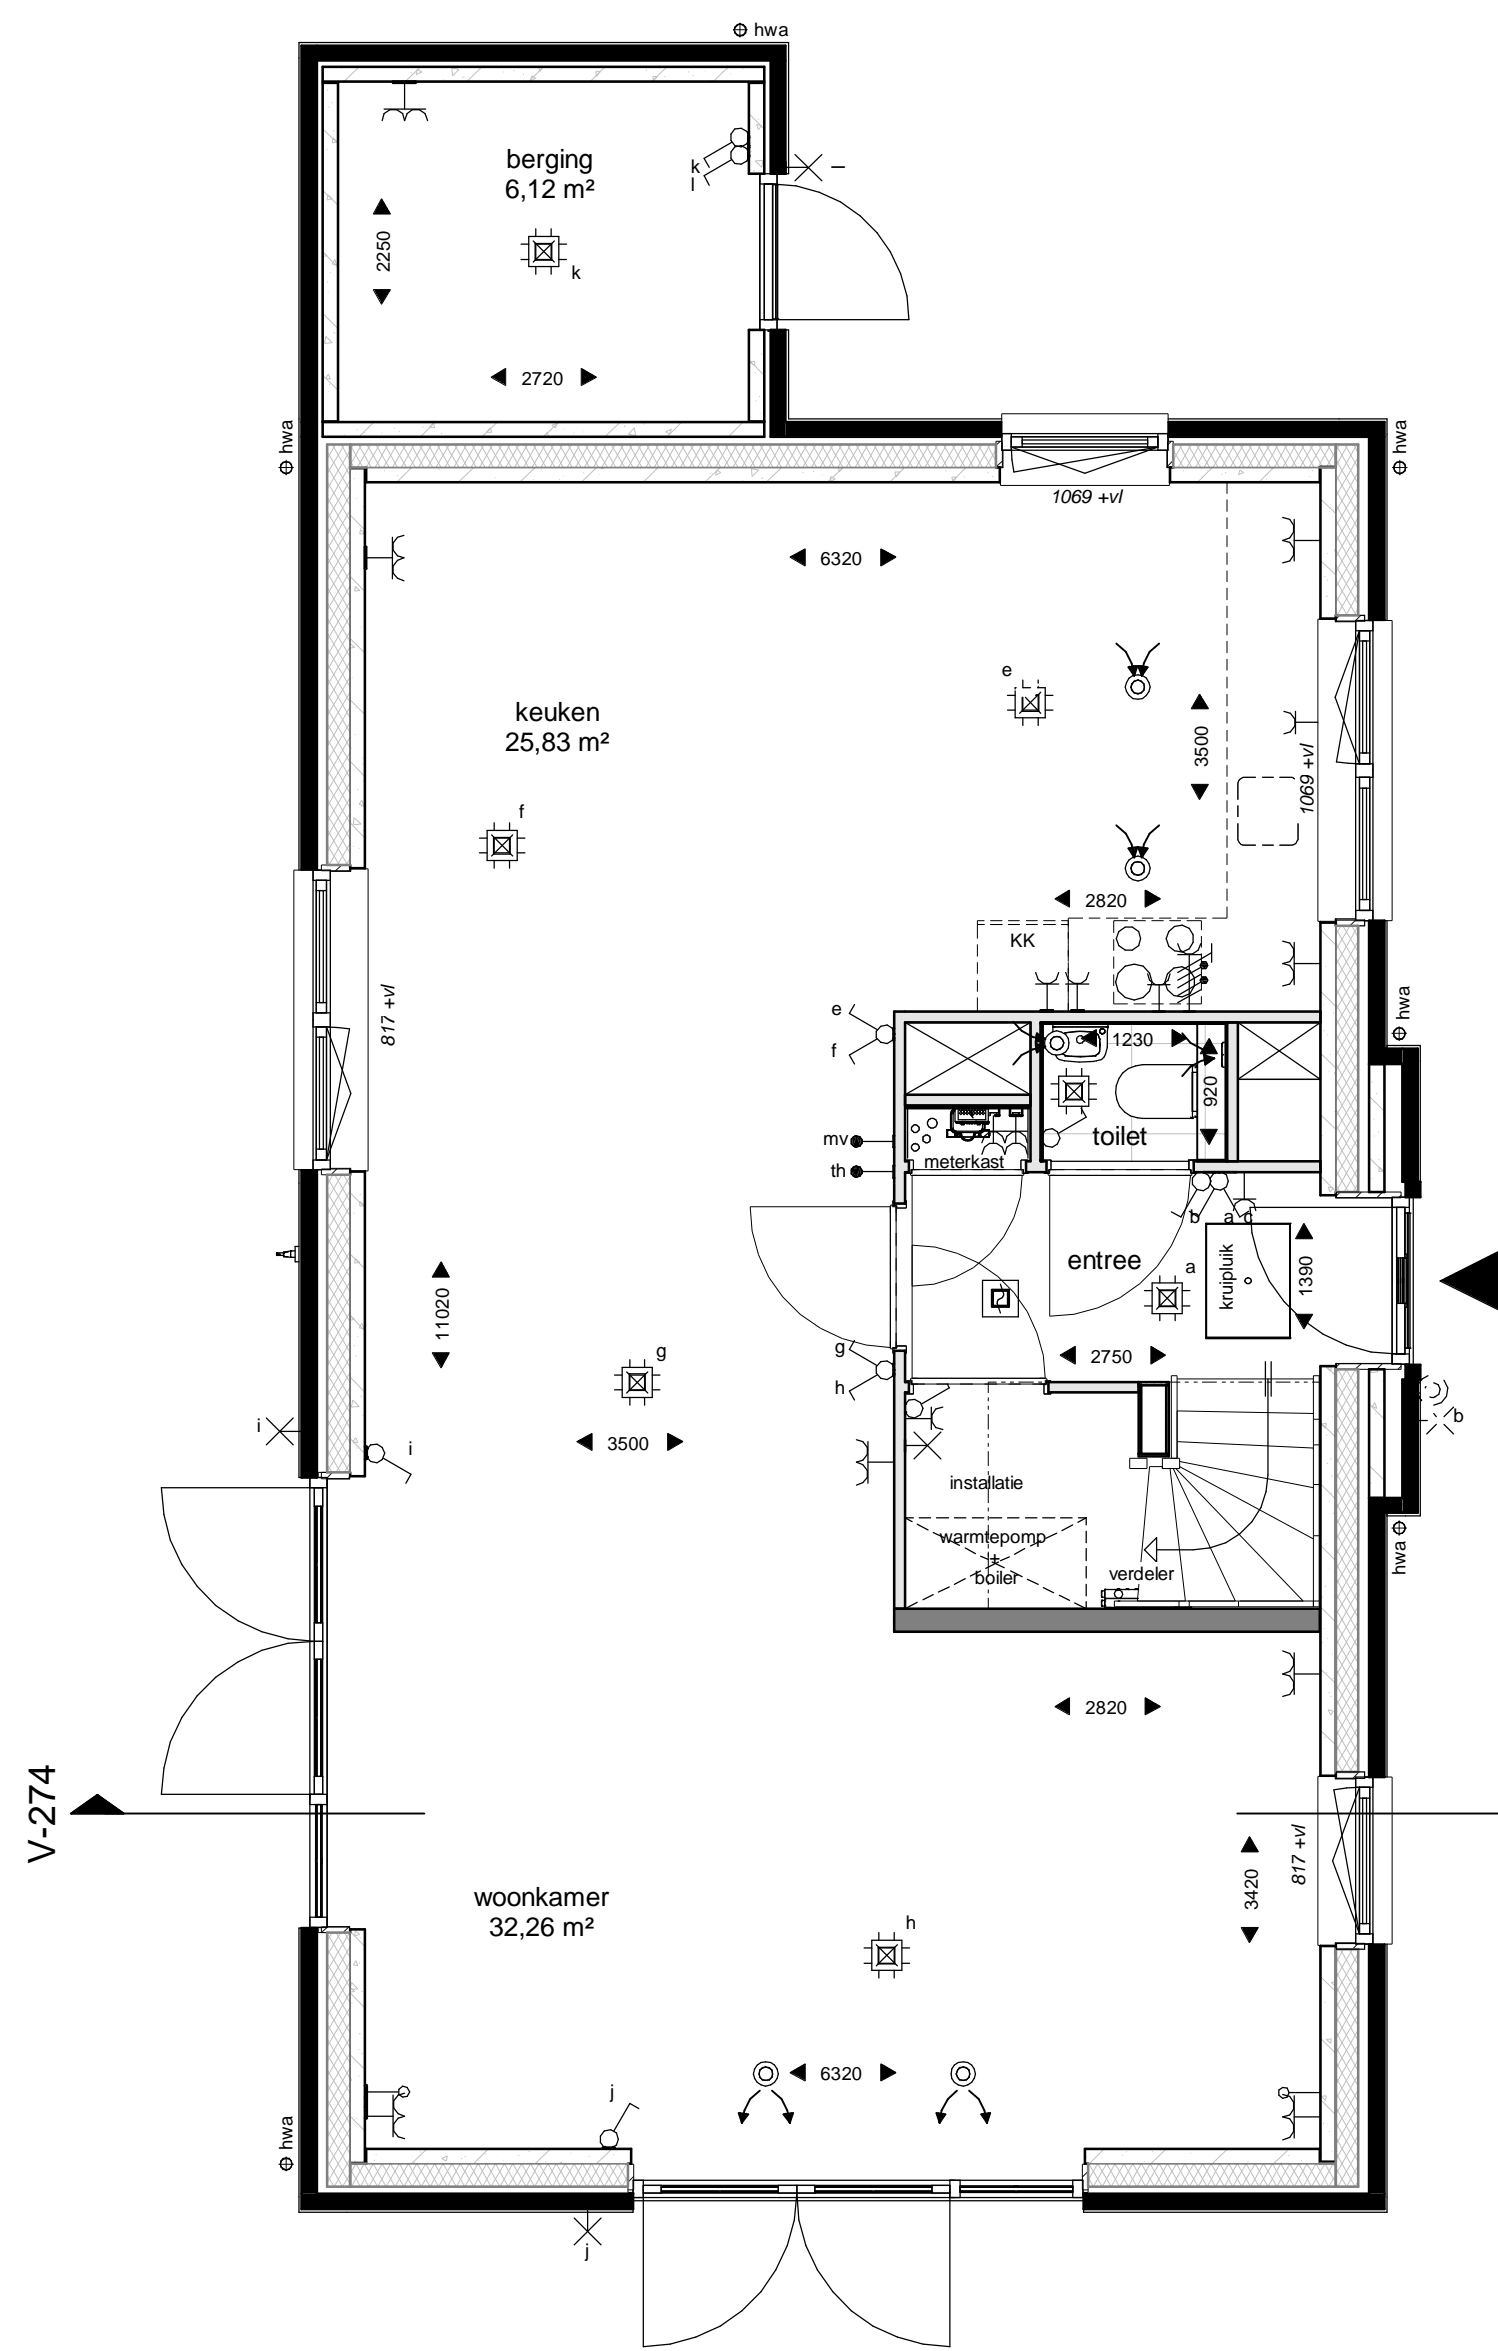 hwa
berging
6,12 m²
k
l
2250
k
2720
hwa
hwa
1069 +vl
6320
e
keuken
25,83 m²
3500
1069 +vl
f
2820
KK
817 +vl
e
f
hwa
1230
920
toilet
mv
th
meterkast
b
a
c
entree
a
kruipluik
1390
11020
g
h
2750
g
i
i
3500
b
installatie
warmtepomp
+
boiler
verdeler
hwa
2820
V-274
817 +vl
3420
woonkamer
32,26 m²
h
6320
j
hwa
j